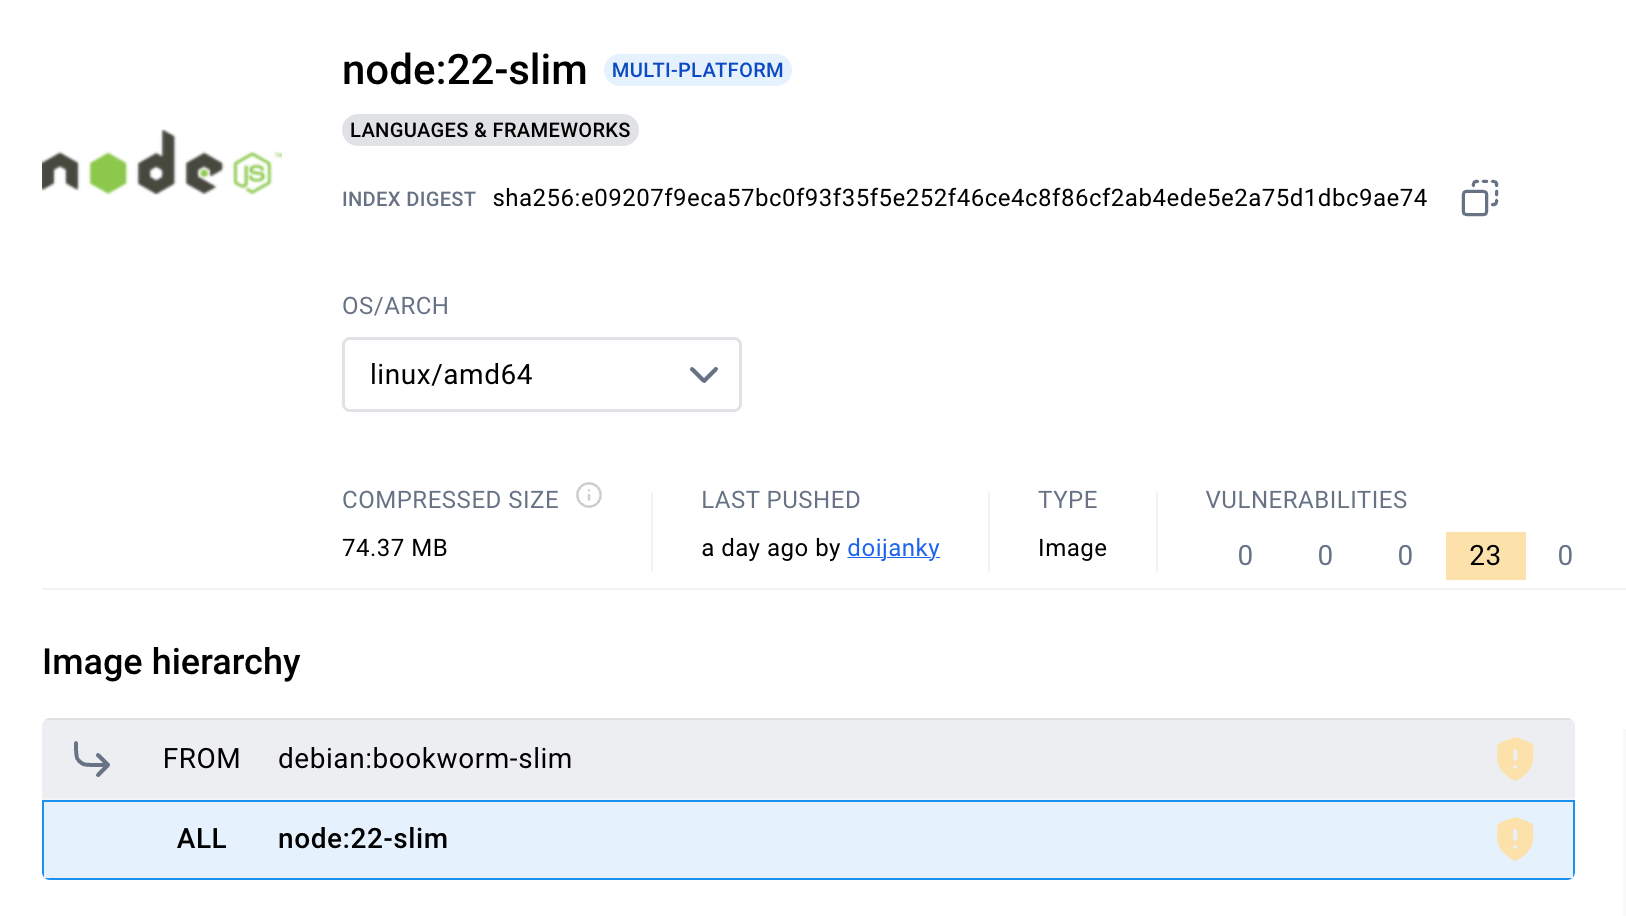 node:22-slim MULTI-PLATFORM
LANGUAGES & FRAMEWORKS
node JS ™
INDEX DIGEST sha256:e09207f9eca57bc0f93f35f5e252f46ce4c8f86cf2ab4ede5e2a75d1dbc9ae74
OS/ARCH
linux/amd64
COMPRESSED SIZE LAST PUSHED TYPE VULNERABILITIES
74.37 MB a day ago by doijanky Image 0 0 0 23 0
Image hierarchy
FROM debian:bookworm-slim
ALL node:22-slim